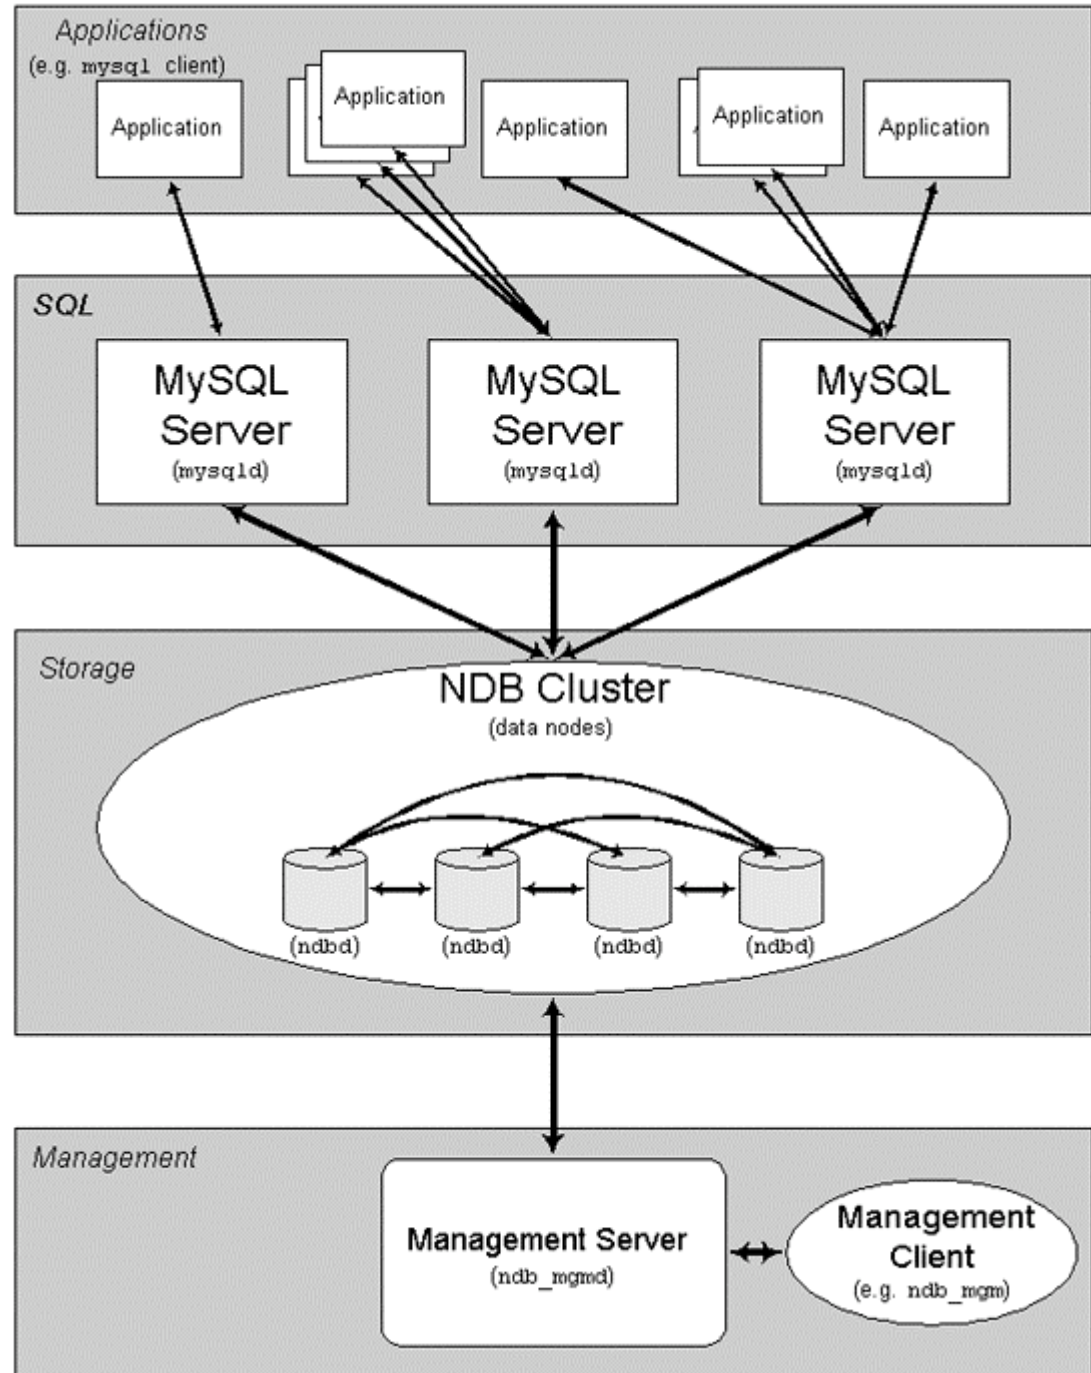 Applications
(e.g. mysql client)
Application
Application
Application
Application
Application
SQL
MySQL
Server
(mysqld)
MySQL
Server
(mysqld)
MySQL
Server
(mysqld)
Storage
NDB Cluster
(data nodes)
(ndbd)
(ndbd)
(ndbd)
(ndbd)
Management
Management Server
(ndb_mgmd)
Management
Client
(e.g. ndb_mgm)